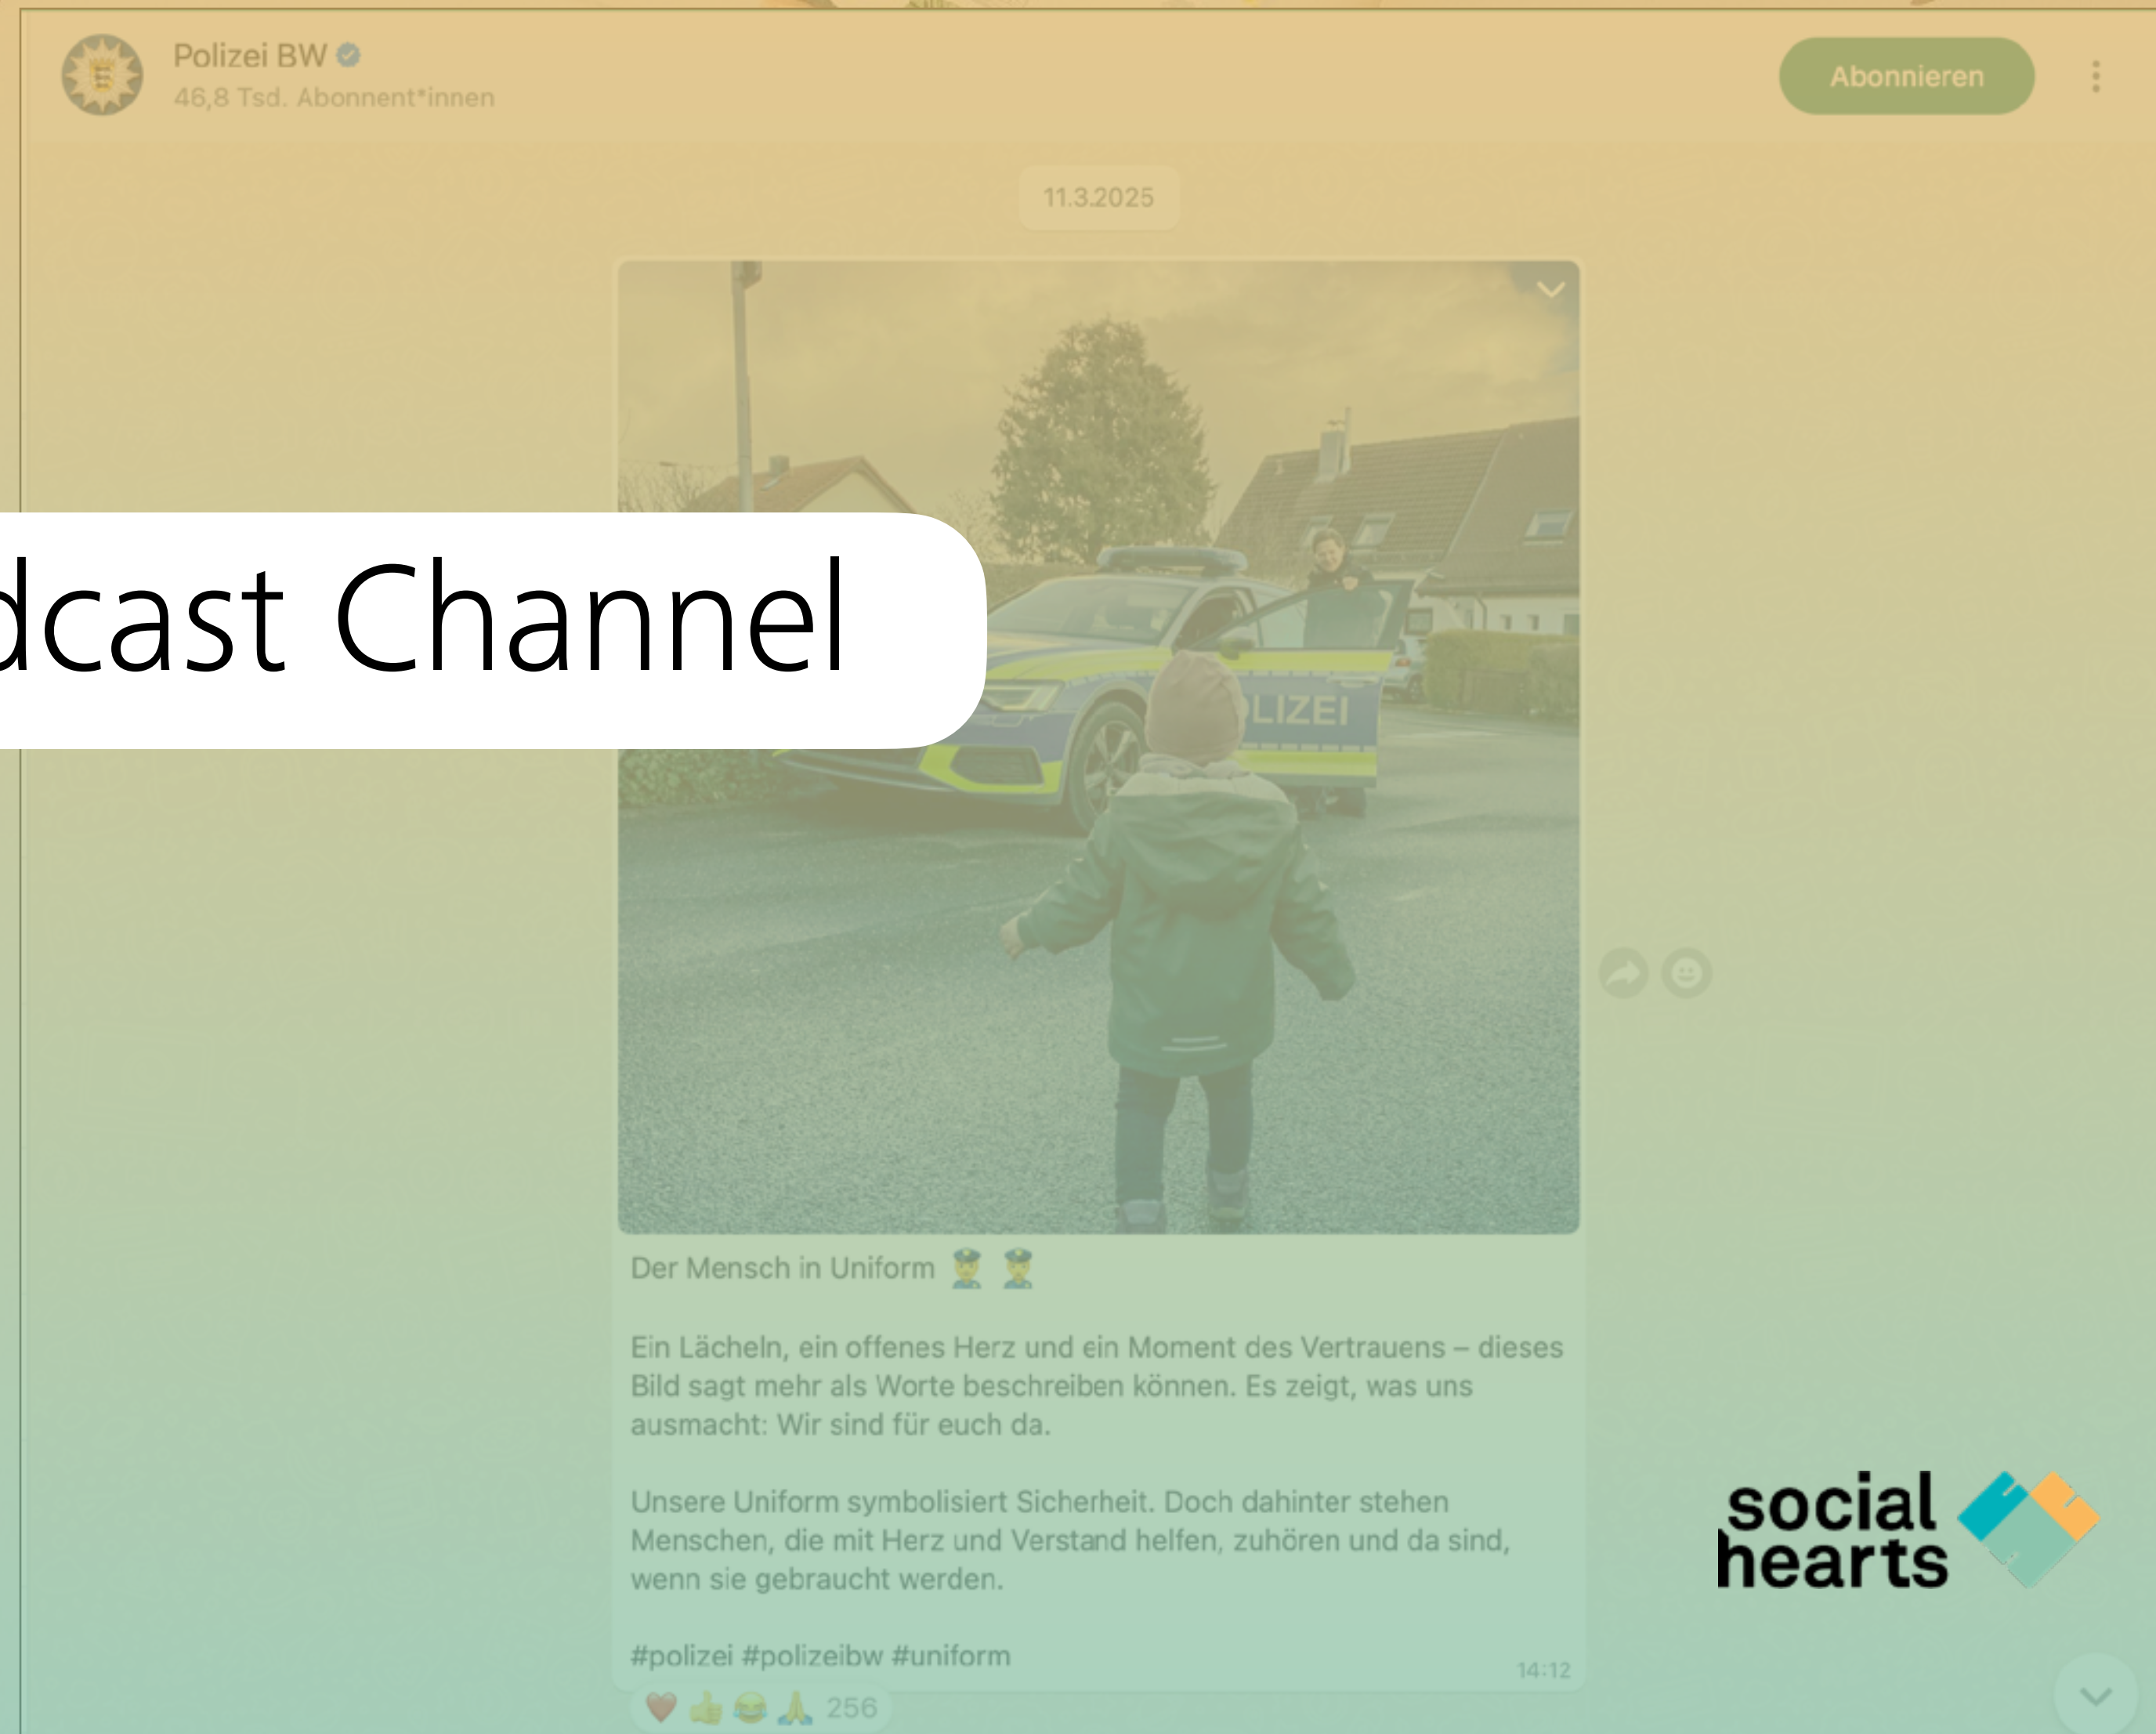 Polizei BW
46,8 Tsd. Abonnent*innen
Abonnieren
11.3.2025
dcast Channel
OLIZEI
Der Mensch in Uniform
Ein Lächeln, ein offenes Herz und ein Moment des Vertrauens – dieses
Bild sagt mehr als Worte beschreiben können. Es zeigt, was uns
ausmacht: Wir sind für euch da.
Unsere Uniform symbolisiert Sicherheit. Doch dahinter stehen
Menschen, die mit Herz und Verstand helfen, zuhören und da sind,
wenn sie gebraucht werden.
#polizei #polizeibw #uniform
14:12
256
social
hearts